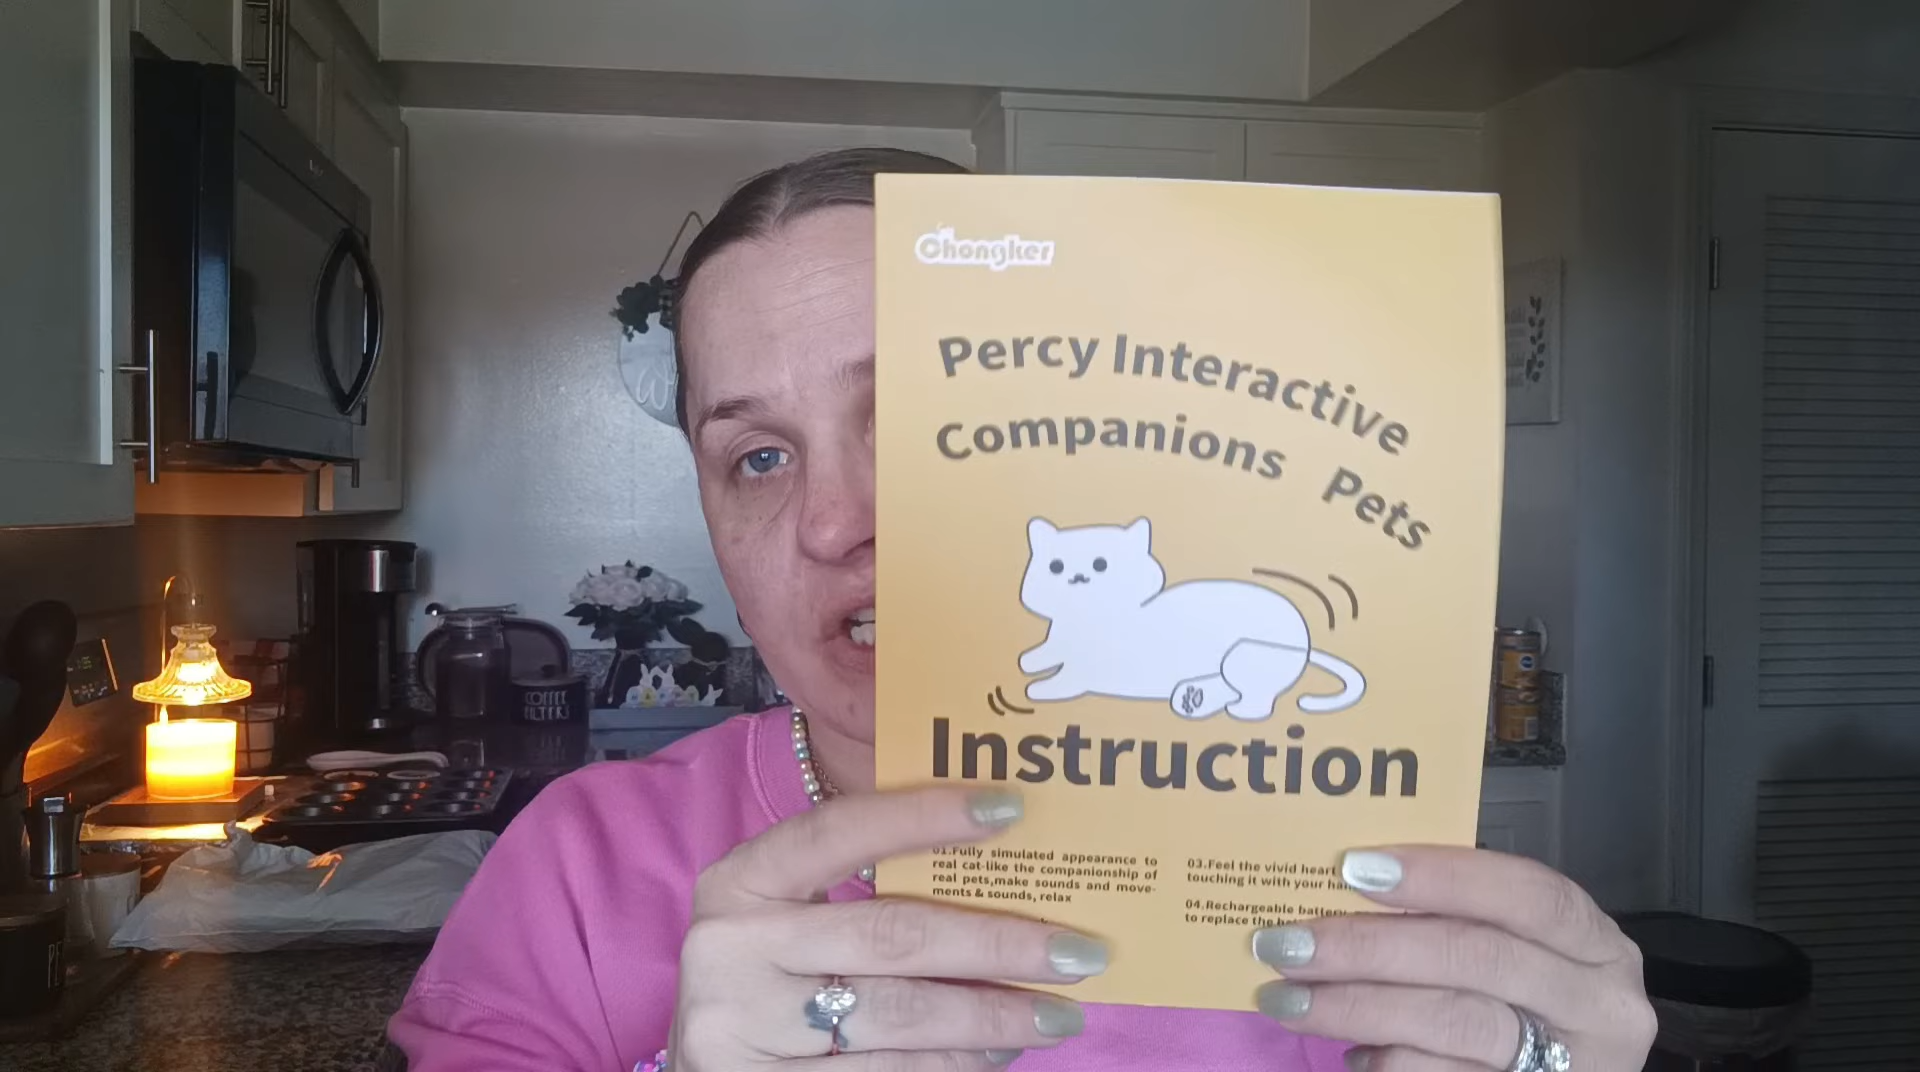 Chongker
Percy Interactive
Companions Pets
Instruction
01.Fully simulated appearance to
real cat-like the companionship of
real pets,make sounds and move-
ments & sounds, relax
03.Feel the vivid heart
touching it with your
04.Rechargeable battery
to replace the
COFFEE
FILTERS